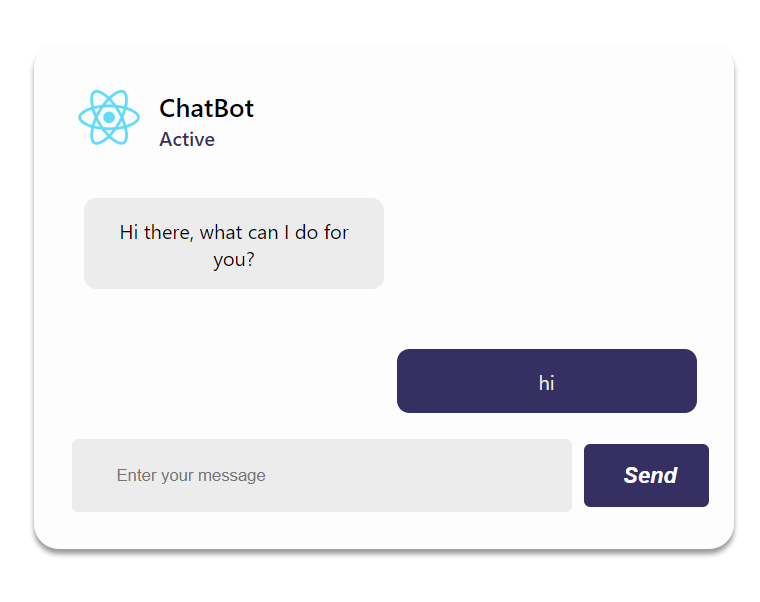 ChatBot
Active
Hi there, what can I do for
you?
hi
Enter your message
Send